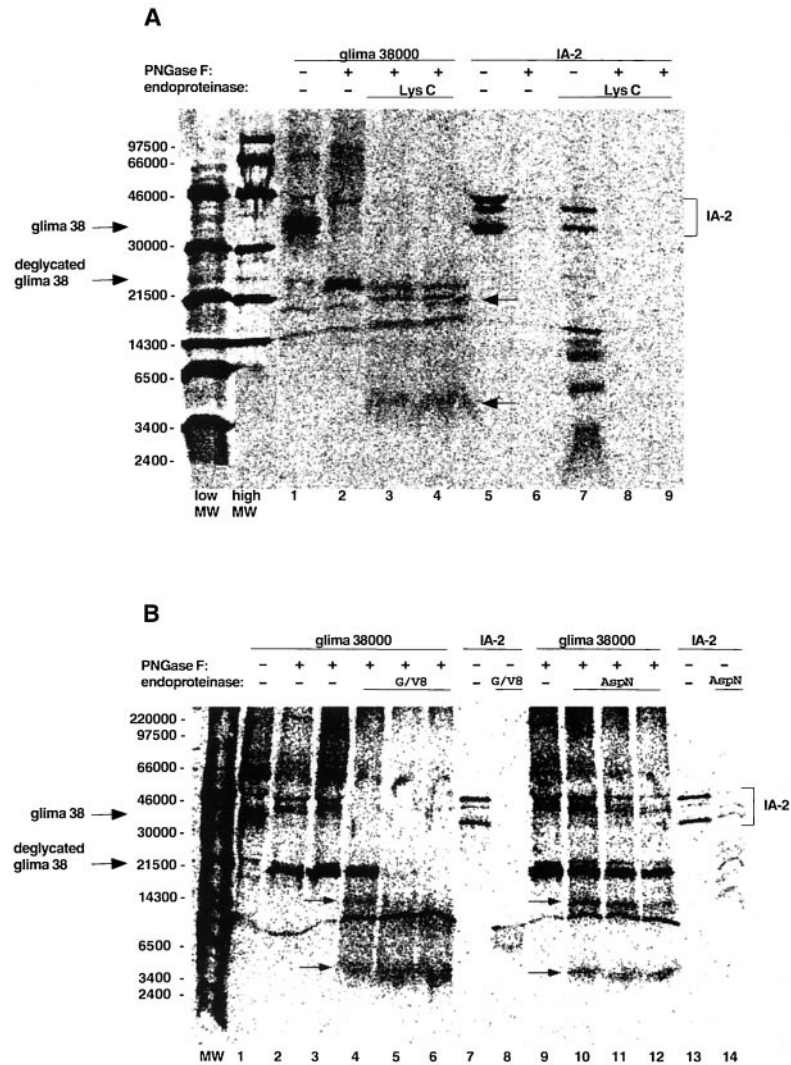 A
glima 38000 IA-2
PNGase F: - + + + - + - + +
endoproteinase: - - Lys C - - Lys C
97500 -
66000 -
46000 -
glima 38
IA-2
30000 -
deglycated
glima 38
21500 -
14300 -
6500 -
3400 -
2400 -
low MW high MW 1 2 3 4 5 6 7 8 9
B
glima 38000 IA-2 glima 38000 IA-2
PNGase F: - + + + + + - - + + + + - -
endoproteinase: - - - G/V8 - G/V8 - AspN - AspN
220000 -
97500 -
66000 -
46000 -
glima 38
IA-2
30000 -
deglycated
glima 38
21500 -
14300 -
6500 -
3400 -
2400 -
MW 1 2 3 4 5 6 7 8 9 10 11 12 13 14